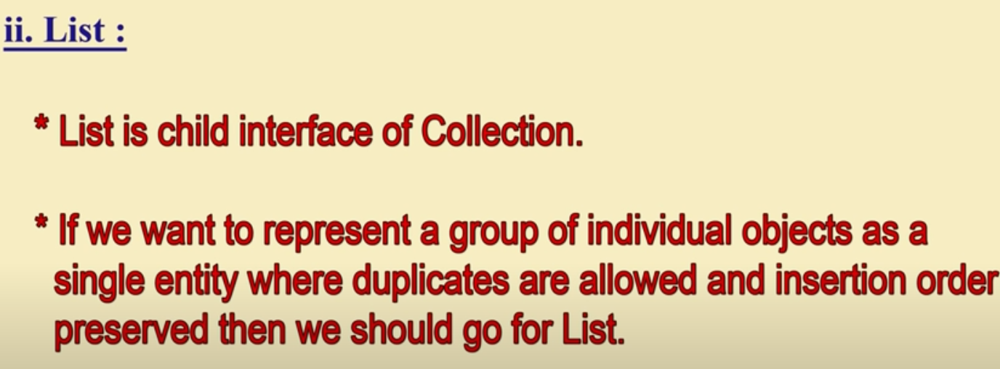 ii. List :
* List is child interface of Collection.
* If we want to represent a group of individual objects as a
single entity where duplicates are allowed and insertion order
preserved then we should go for List.